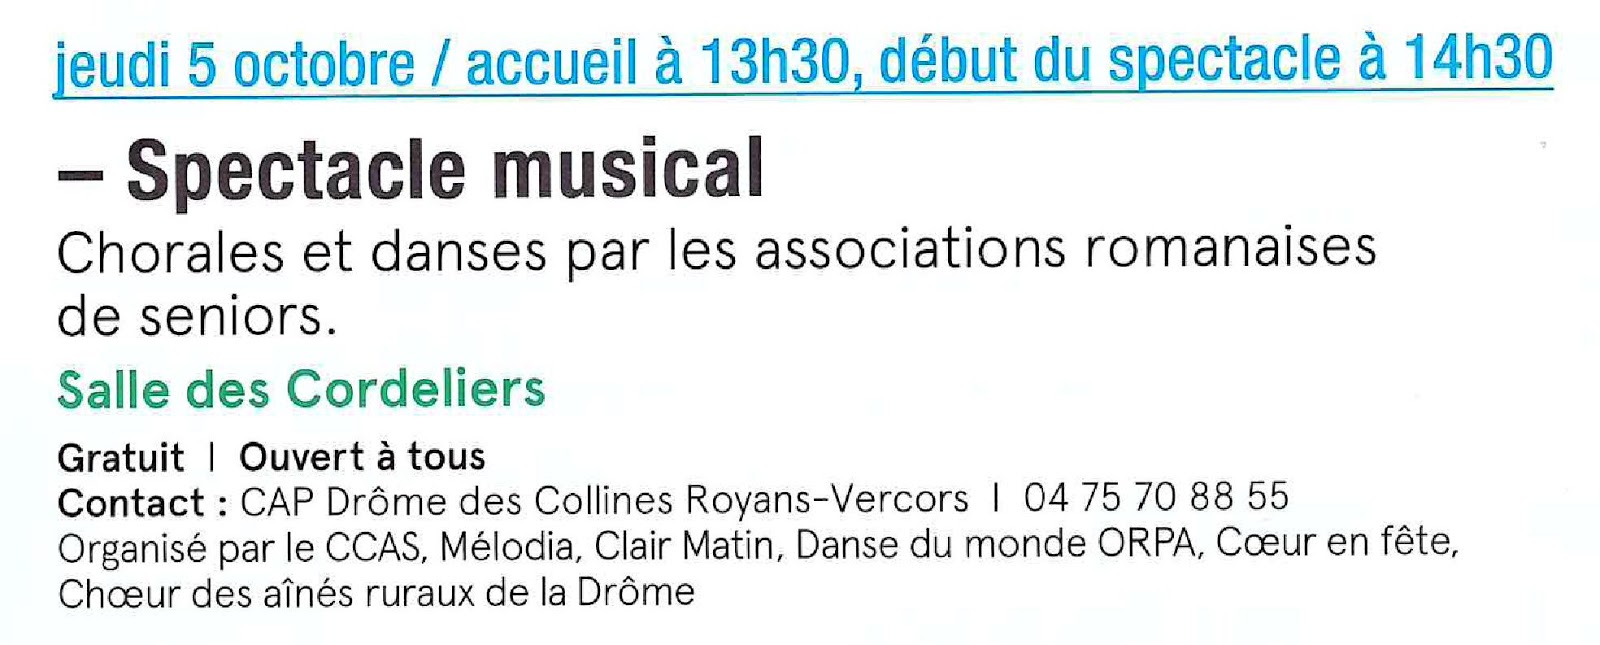 jeudi 5 octobre / accueil à 13h30, début du spectacle à 14h30
– Spectacle musical
Chorales et danses par les associations romanaises
de seniors.
Salle des Cordeliers
Gratuit | Ouvert à tous
Contact : CAP Drôme des Collines Royans-Vercors | 04 75 70 88 55
Organisé par le CCAS, Mélodia, Clair Matin, Danse du monde ORPA, Cœur en fête,
Chœur des aînés ruraux de la Drôme